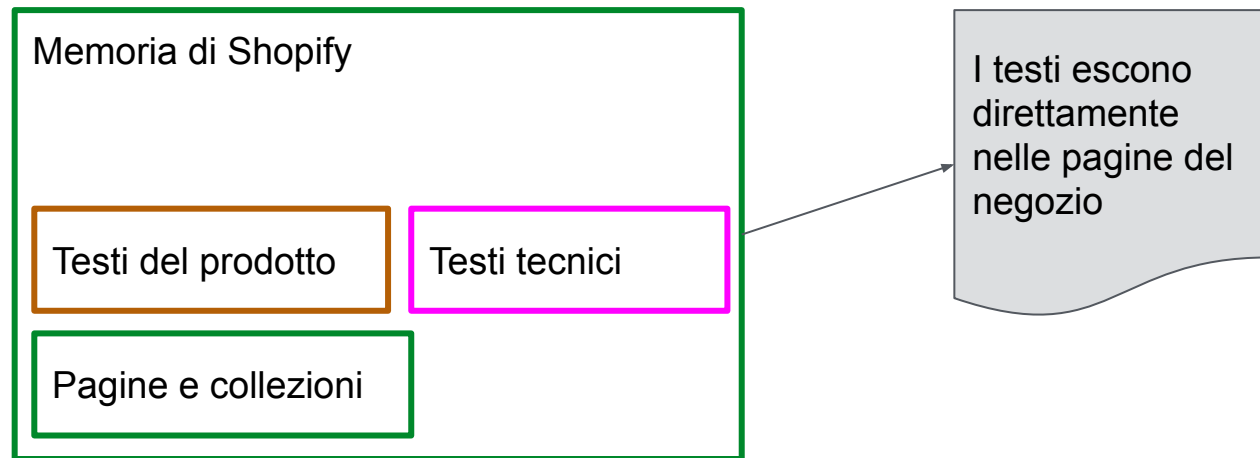 Memoria di Shopify
Testi del prodotto
Testi tecnici
Pagine e collezioni
I testi escono
direttamente
nelle pagine del
negozio